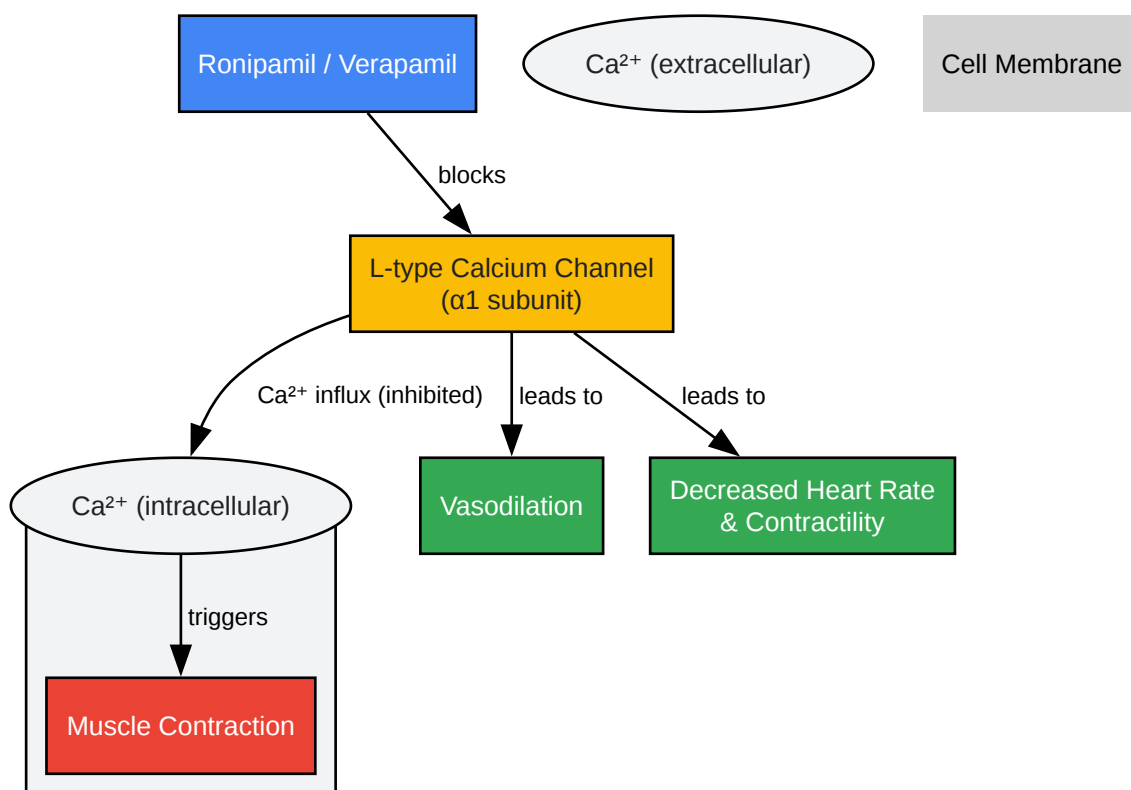 Ronipamil / Verapamil
Ca²⁺ (extracellular)
Cell Membrane
blocks
L-type Calcium Channel
(α1 subunit)
Ca²⁺ influx (inhibited)
leads to
leads to
Ca²⁺ (intracellular)
Vasodilation
Decreased Heart Rate
& Contractility
triggers
Muscle Contraction